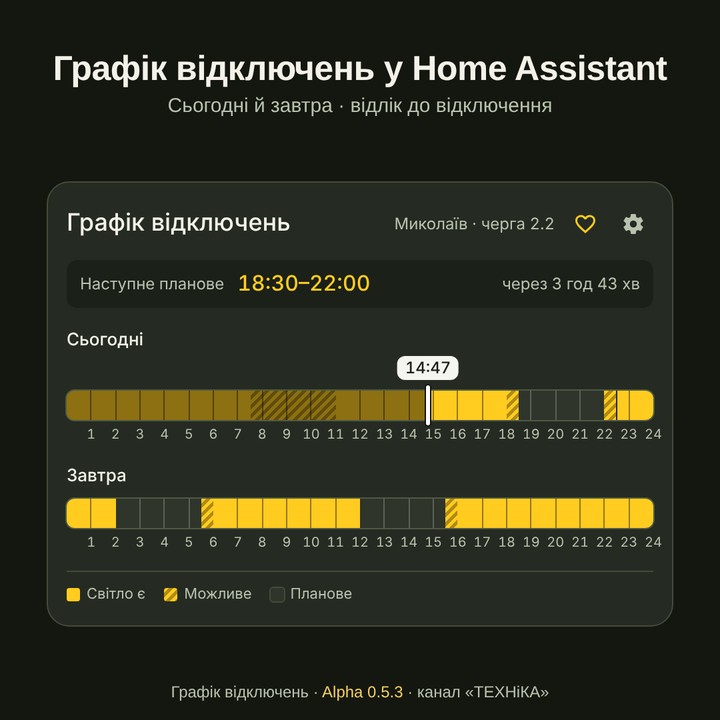 Графік відключень у Home Assistant
Сьогодні й завтра · відлік до відключення
Графік відключень
Миколаїв · черга 2.2
Наступне планове 18:30–22:00 через 3 год 43 хв
Сьогодні
14:47
1 2 3 4 5 6 7 8 9 10 11 12 13 14 15 16 17 18 19 20 21 22 23 24
Завтра
1 2 3 4 5 6 7 8 9 10 11 12 13 14 15 16 17 18 19 20 21 22 23 24
Світло є Можливе Планове
Графік відключень · Alpha 0.5.3 · канал «ТЕХНіКА»